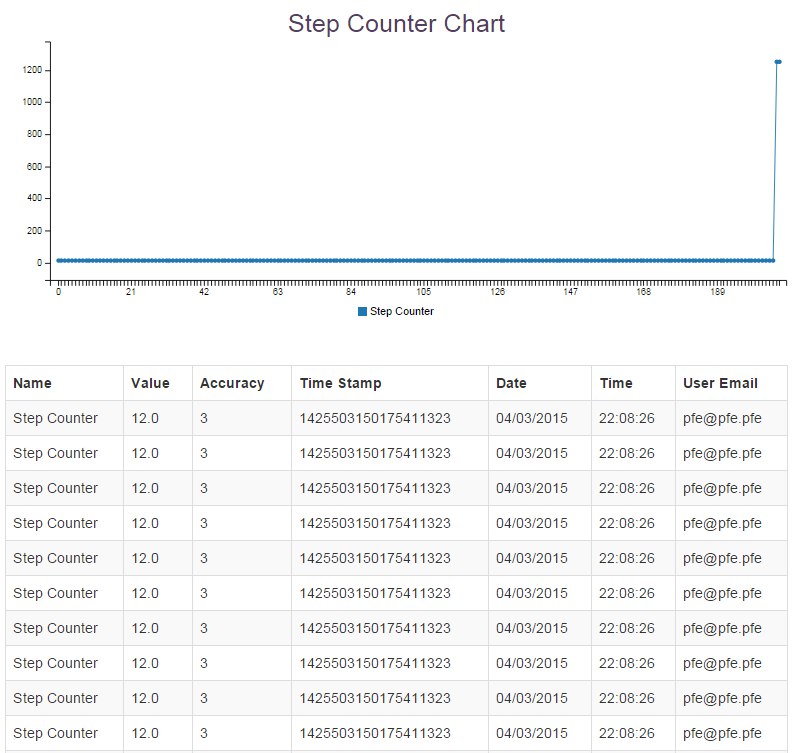 Step Counter Chart
1200
1000
800
600
400
200
0
0 21 42 63 84 105 126 147 168 189
Step Counter
Name Value Accuracy Time Stamp Date Time User Email
Step Counter 12.0 3 1425503150175411323 04/03/2015 22:08:26 pfe@pfe.pfe
Step Counter 12.0 3 1425503150175411323 04/03/2015 22:08:26 pfe@pfe.pfe
Step Counter 12.0 3 1425503150175411323 04/03/2015 22:08:26 pfe@pfe.pfe
Step Counter 12.0 3 1425503150175411323 04/03/2015 22:08:26 pfe@pfe.pfe
Step Counter 12.0 3 1425503150175411323 04/03/2015 22:08:26 pfe@pfe.pfe
Step Counter 12.0 3 1425503150175411323 04/03/2015 22:08:26 pfe@pfe.pfe
Step Counter 12.0 3 1425503150175411323 04/03/2015 22:08:26 pfe@pfe.pfe
Step Counter 12.0 3 1425503150175411323 04/03/2015 22:08:26 pfe@pfe.pfe
Step Counter 12.0 3 1425503150175411323 04/03/2015 22:08:26 pfe@pfe.pfe
Step Counter 12.0 3 1425503150175411323 04/03/2015 22:08:26 pfe@pfe.pfe